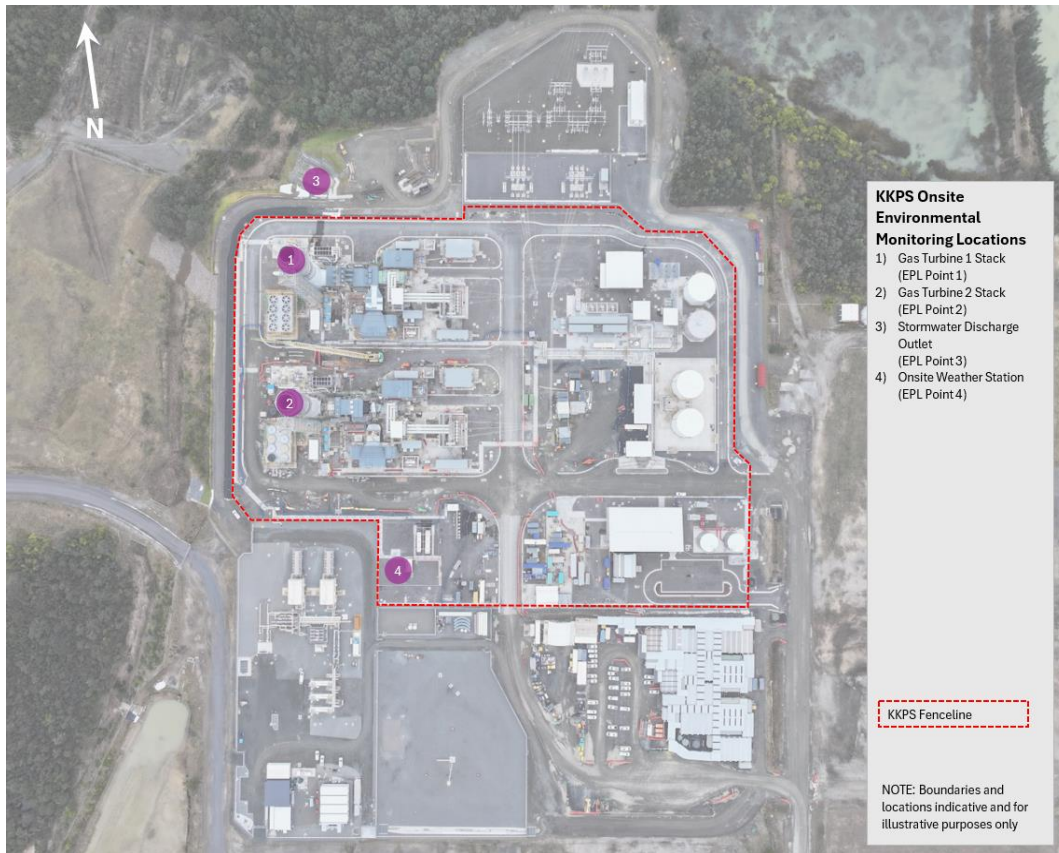 N
3
1
2
4
KKPS Onsite
Environmental
Monitoring Locations
1) Gas Turbine 1 Stack
(EPL Point 1)
2) Gas Turbine 2 Stack
(EPL Point 2)
3) Stormwater Discharge
Outlet
(EPL Point 3)
4) Onsite Weather Station
(EPL Point 4)
KKPS Fenceline
NOTE: Boundaries and
locations indicative and for
illustrative purposes only